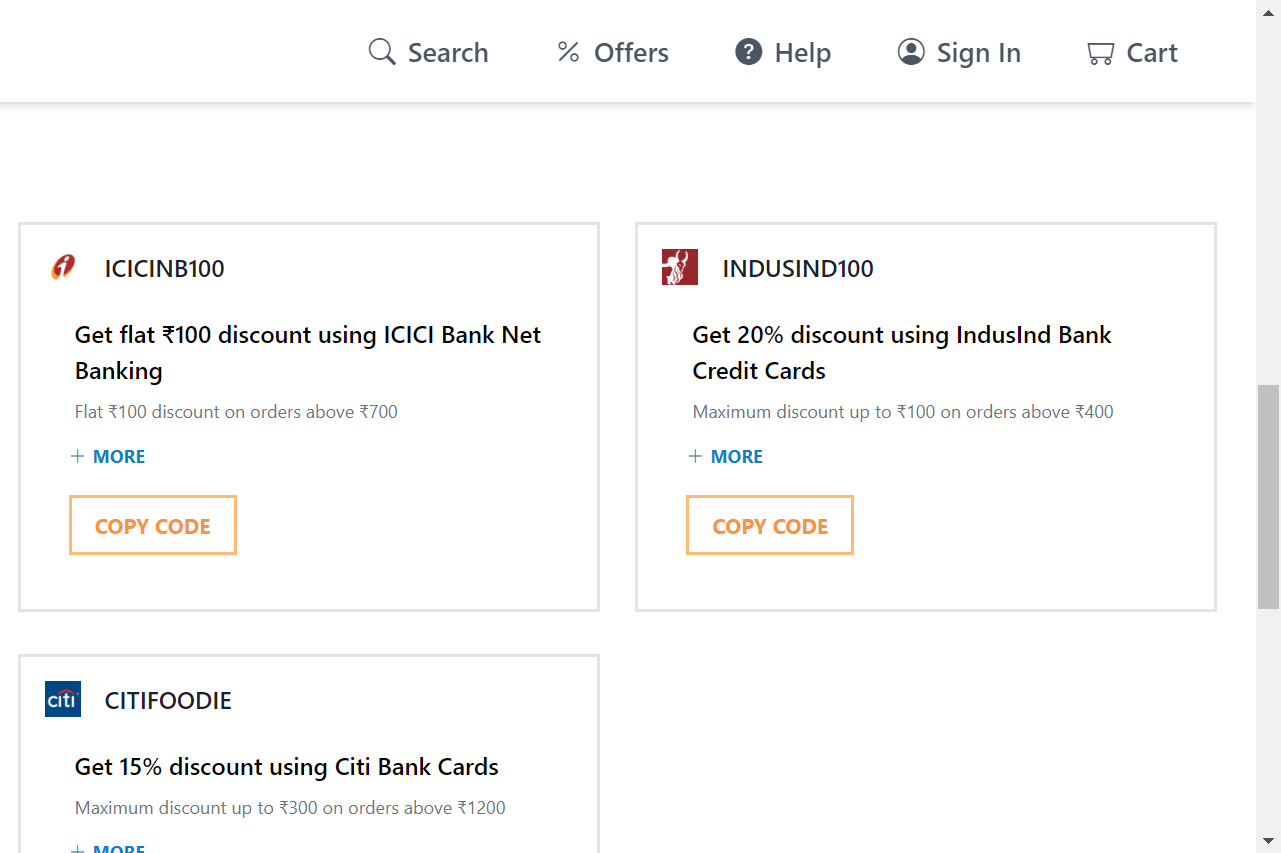 Search
Offers
Help
Sign In
Cart
ICICINB100
Get flat ₹100 discount using ICICI Bank Net
Banking
Flat ₹100 discount on orders above ₹700
+ MORE
COPY CODE
INDUSIND100
Get 20% discount using IndusInd Bank
Credit Cards
Maximum discount up to ₹100 on orders above ₹400
+ MORE
COPY CODE
citi
CITIFOODIE
Get 15% discount using Citi Bank Cards
Maximum discount up to ₹300 on orders above ₹1200
+ MORE